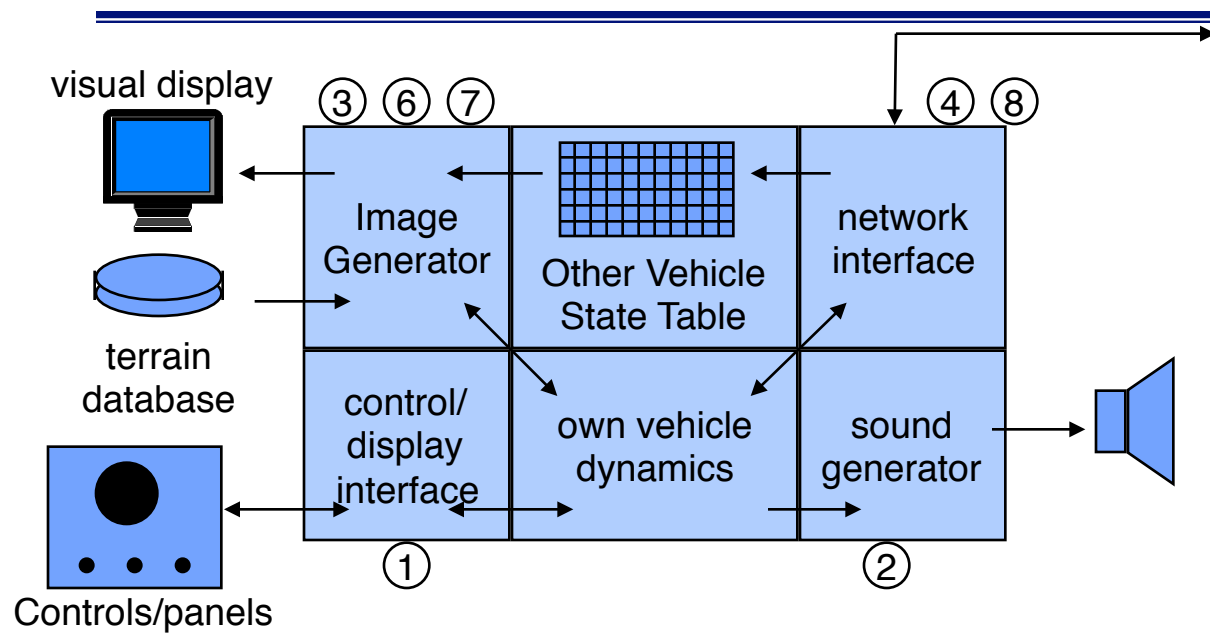 visual display
③ ⑥ ⑦
④ ⑧
Image
Generator
Other Vehicle
State Table
network
interface
terrain
database
control/
display
interface
own vehicle
dynamics
sound
generator
①
②
Controls/panels